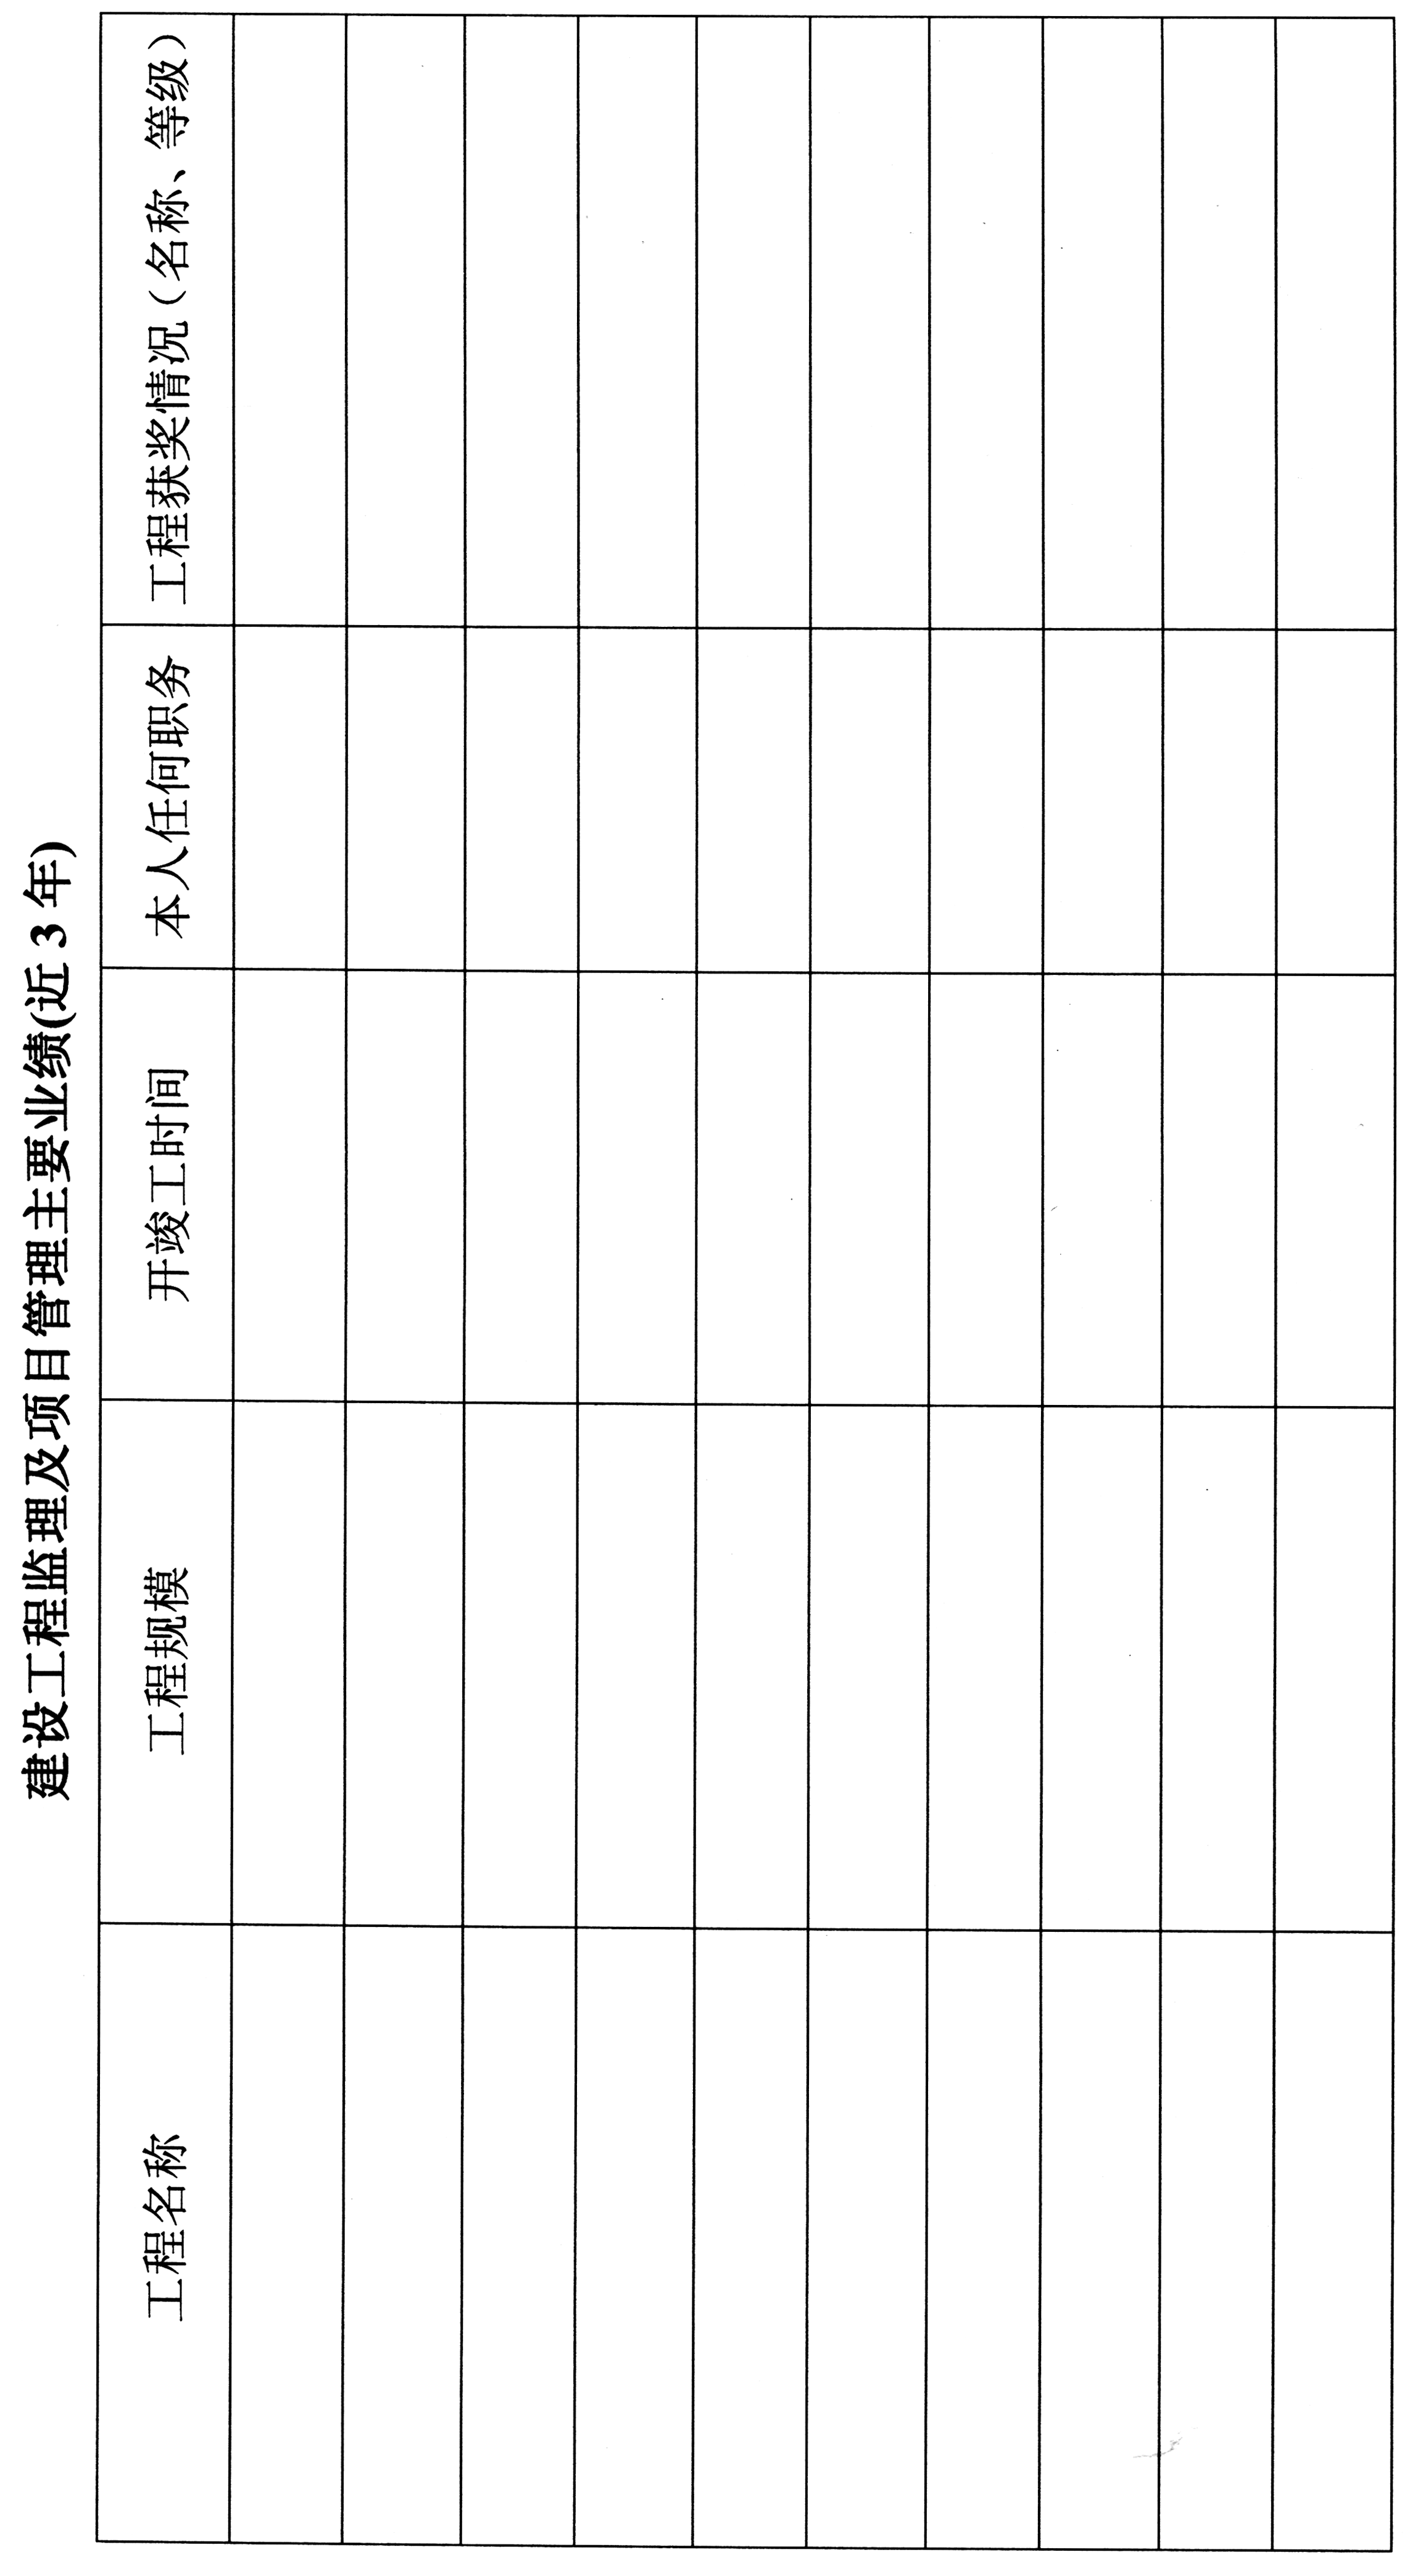 建设工程监理及项目管理主要业绩(近 3 年)
工程名称
工程规模
开竣工时间
本人任何职务
工程获奖情况（名称、等级）